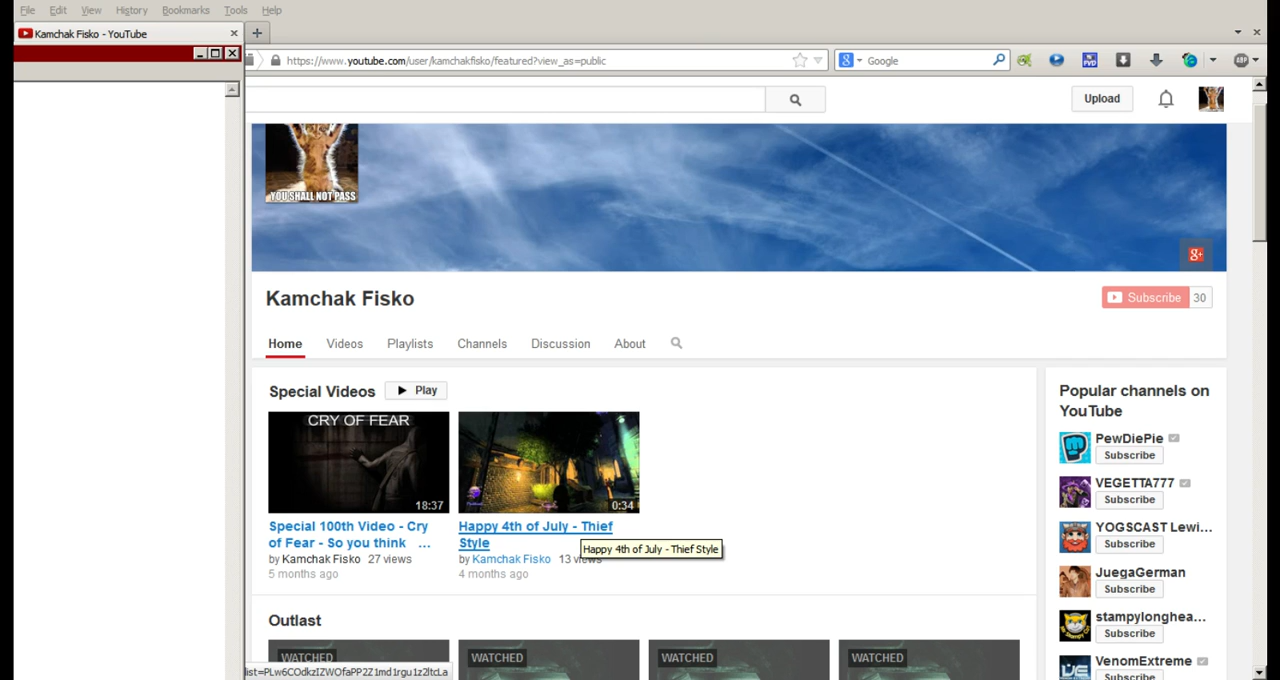 File Edit View History Bookmarks Tools Help
Kamchak Fisko - YouTube
https://www.youtube.com/user/kamchakfisko/featured?view_as=public
Google
ABP
Upload
YOU SHALL NOT PASS
g+
Kamchak Fisko
Subscribe 30
Home Videos Playlists Channels Discussion About
Special Videos Play
CRY OF FEAR
18:37
0:34
Special 100th Video - Cry
of Fear - So you think ...
by Kamchak Fisko 27 views
5 months ago
Happy 4th of July - Thief
Style
Happy 4th of July - Thief Style
by Kamchak Fisko 13 views
4 months ago
Outlast
WATCHED
WATCHED
WATCHED
WATCHED
Popular channels on
YouTube
PewDiePie
Subscribe
VEGETTA777
Subscribe
YOGSCAST Lewi...
Subscribe
JuegaGerman
Subscribe
stampylonghea...
Subscribe
VenomExtreme
Subscribe